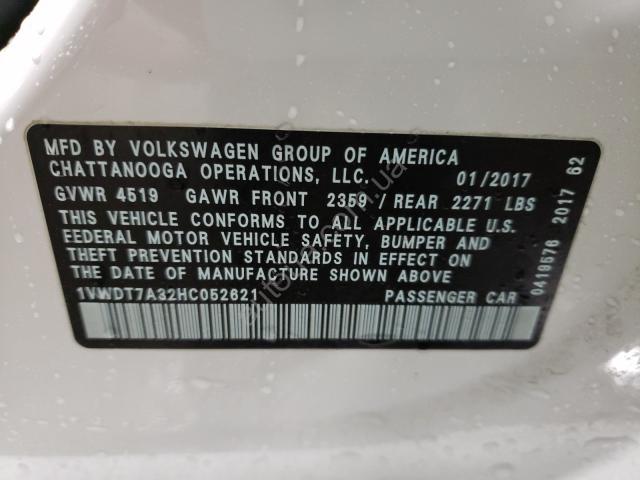 MFD BY VOLKSWAGEN GROUP OF AMERICA
CHATTANOOGA OPERATIONS, LLC. 01/2017
GVWR 4519 GAWR FRONT 2359 / REAR 2271 LBS
THIS VEHICLE CONFORMS TO ALL APPLICABLE U.S.
FEDERAL MOTOR VEHICLE SAFETY, BUMPER AND
THEFT PREVENTION STANDARDS IN EFFECT ON
THE DATE OF MANUFACTURE SHOWN ABOVE
1VWDT7A32HC052621 PASSENGER CAR
0419576 2017 62